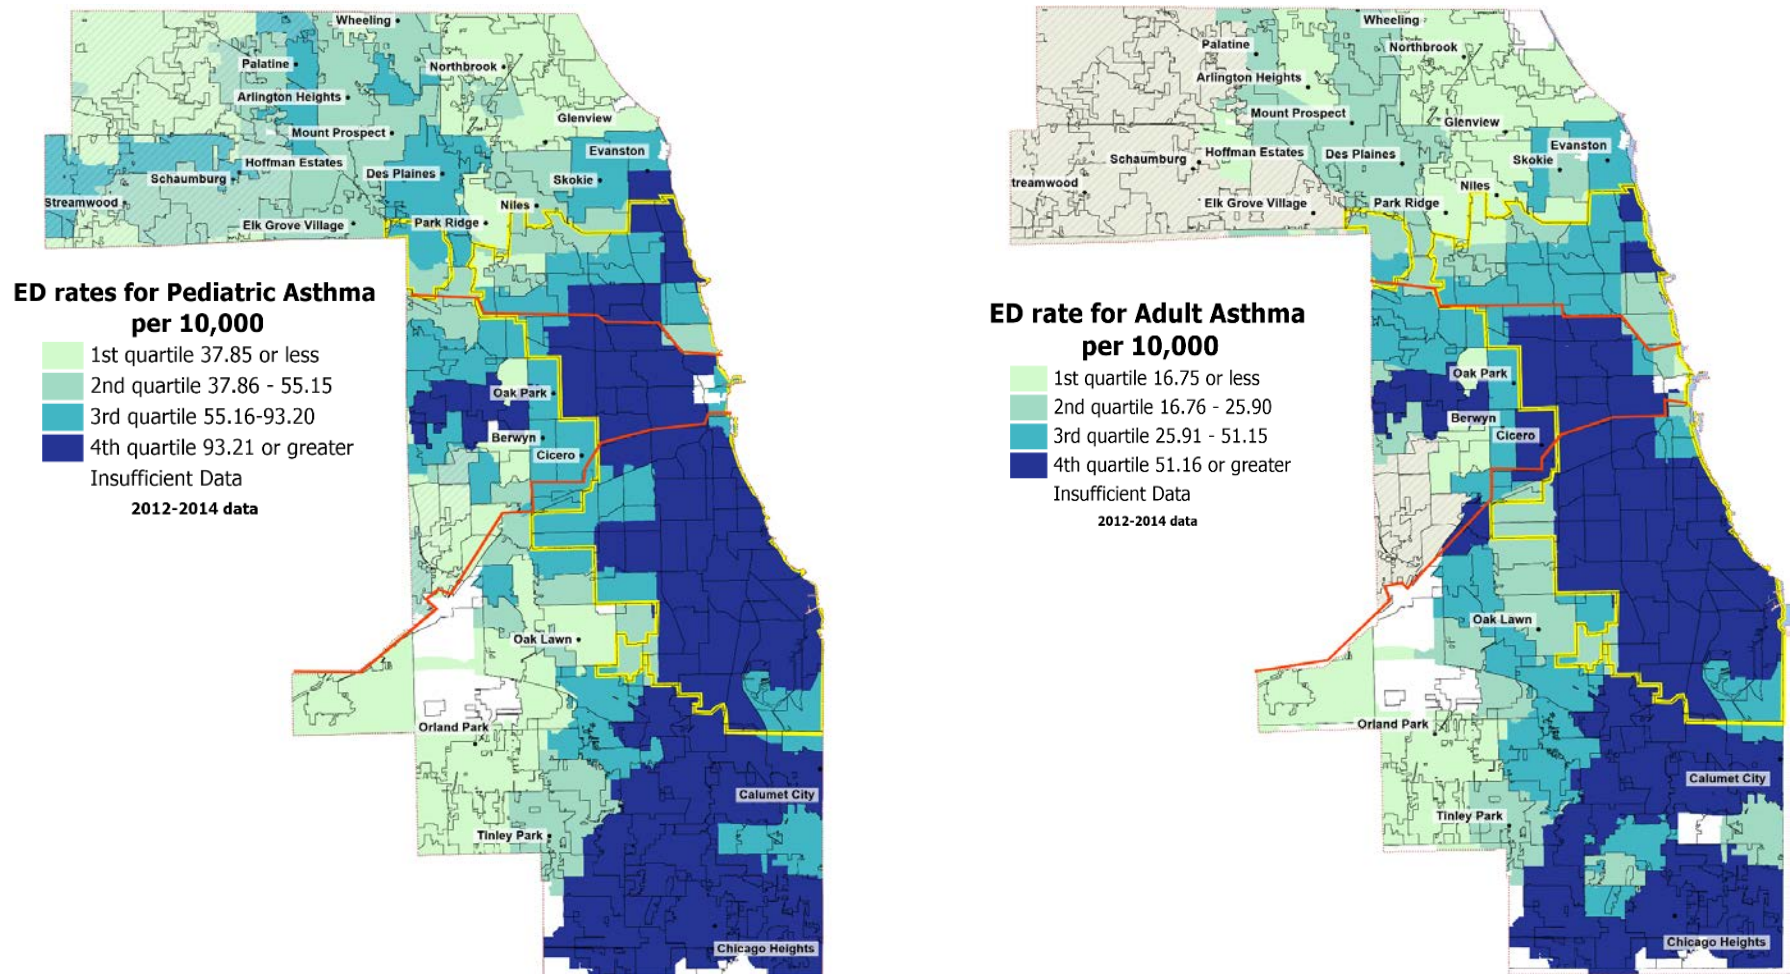 Wheeling
Palatine
Northbrook
Arlington Heights
Mount Prospect
Glenview
Evanston
Hoffman Estates
Des Plaines
Schaumburg
Skokie
Streamwood
Niles
Elk Grove Village
Park Ridge
ED rates for Pediatric Asthma
per 10,000
1st quartile 37.85 or less
2nd quartile 37.86 - 55.15
3rd quartile 55.16-93.20
4th quartile 93.21 or greater
Insufficient Data
2012-2014 data
Oak Park
Berwyn
Cicero
Oak Lawn
Orland Park
Calumet City
Tinley Park
Chicago Heights
Wheeling
Palatine
Northbrook
Arlington Heights
Mount Prospect
Glenview
Evanston
Hoffman Estates
Des Plaines
Schaumburg
Skokie
treamwood
Niles
Elk Grove Village
Park Ridge
ED rate for Adult Asthma
per 10,000
1st quartile 16.75 or less
2nd quartile 16.76 - 25.90
3rd quartile 25.91 - 51.15
4th quartile 51.16 or greater
Insufficient Data
2012-2014 data
Oak Park
Berwyn
Cicero
Oak Lawn
Orland Park
Calumet City
Tinley Park
Chicago Heights